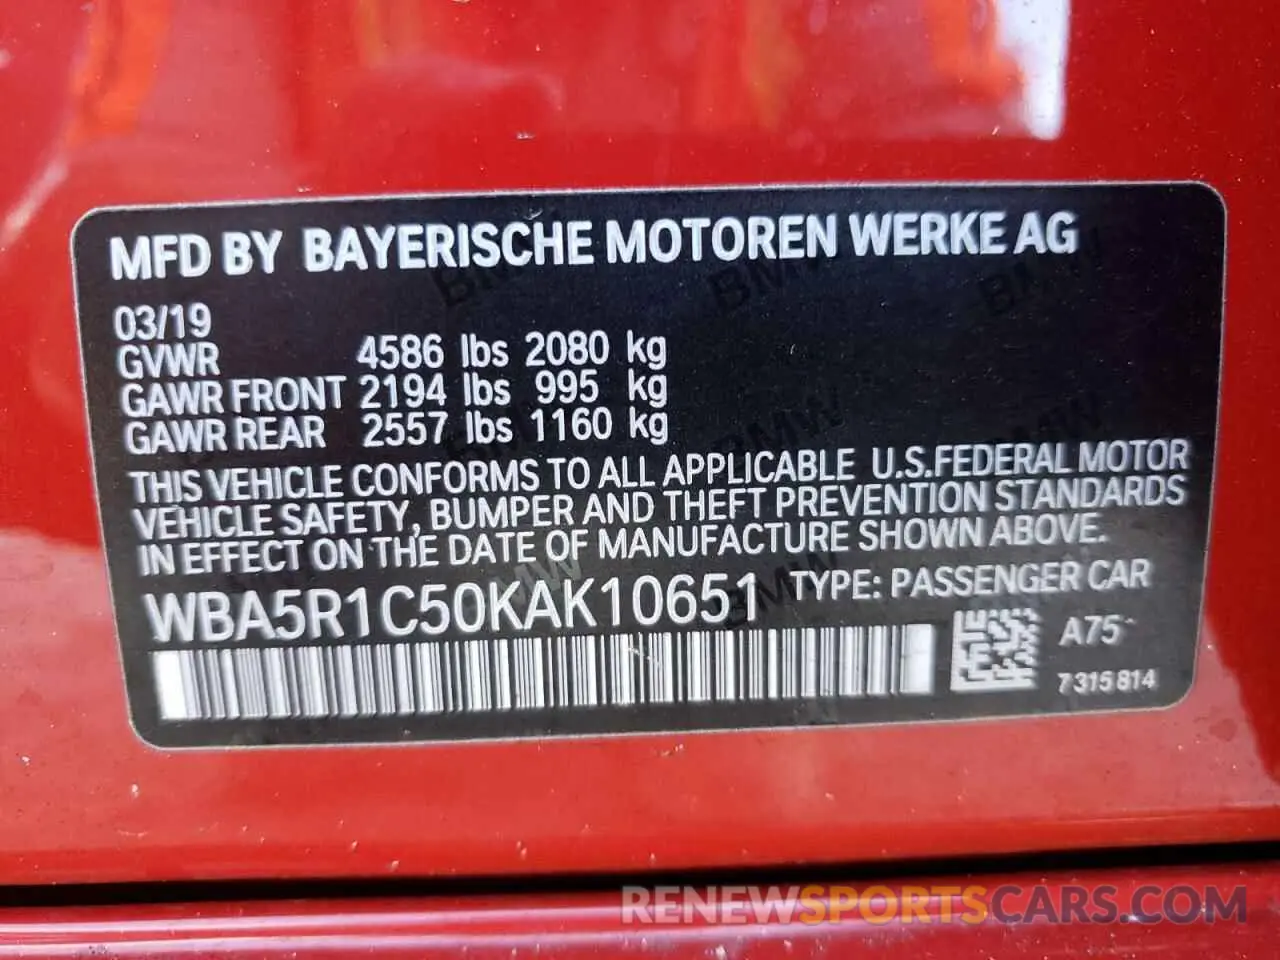 MFD BY BAYERISCHE MOTOREN WERKE AG
03/19
GVWR 4586 lbs 2080 kg
GAWR FRONT 2194 lbs 995 kg
GAWR REAR 2557 lbs 1160 kg
THIS VEHICLE CONFORMS TO ALL APPLICABLE U.S.FEDERAL MOTOR
VEHICLE SAFETY, BUMPER AND THEFT PREVENTION STANDARDS
IN EFFECT ON THE DATE OF MANUFACTURE SHOWN ABOVE.
WBA5R1C50KAK10651 TYPE: PASSENGER CAR
A75
7315814
RENEWSPORTSCARS.COM